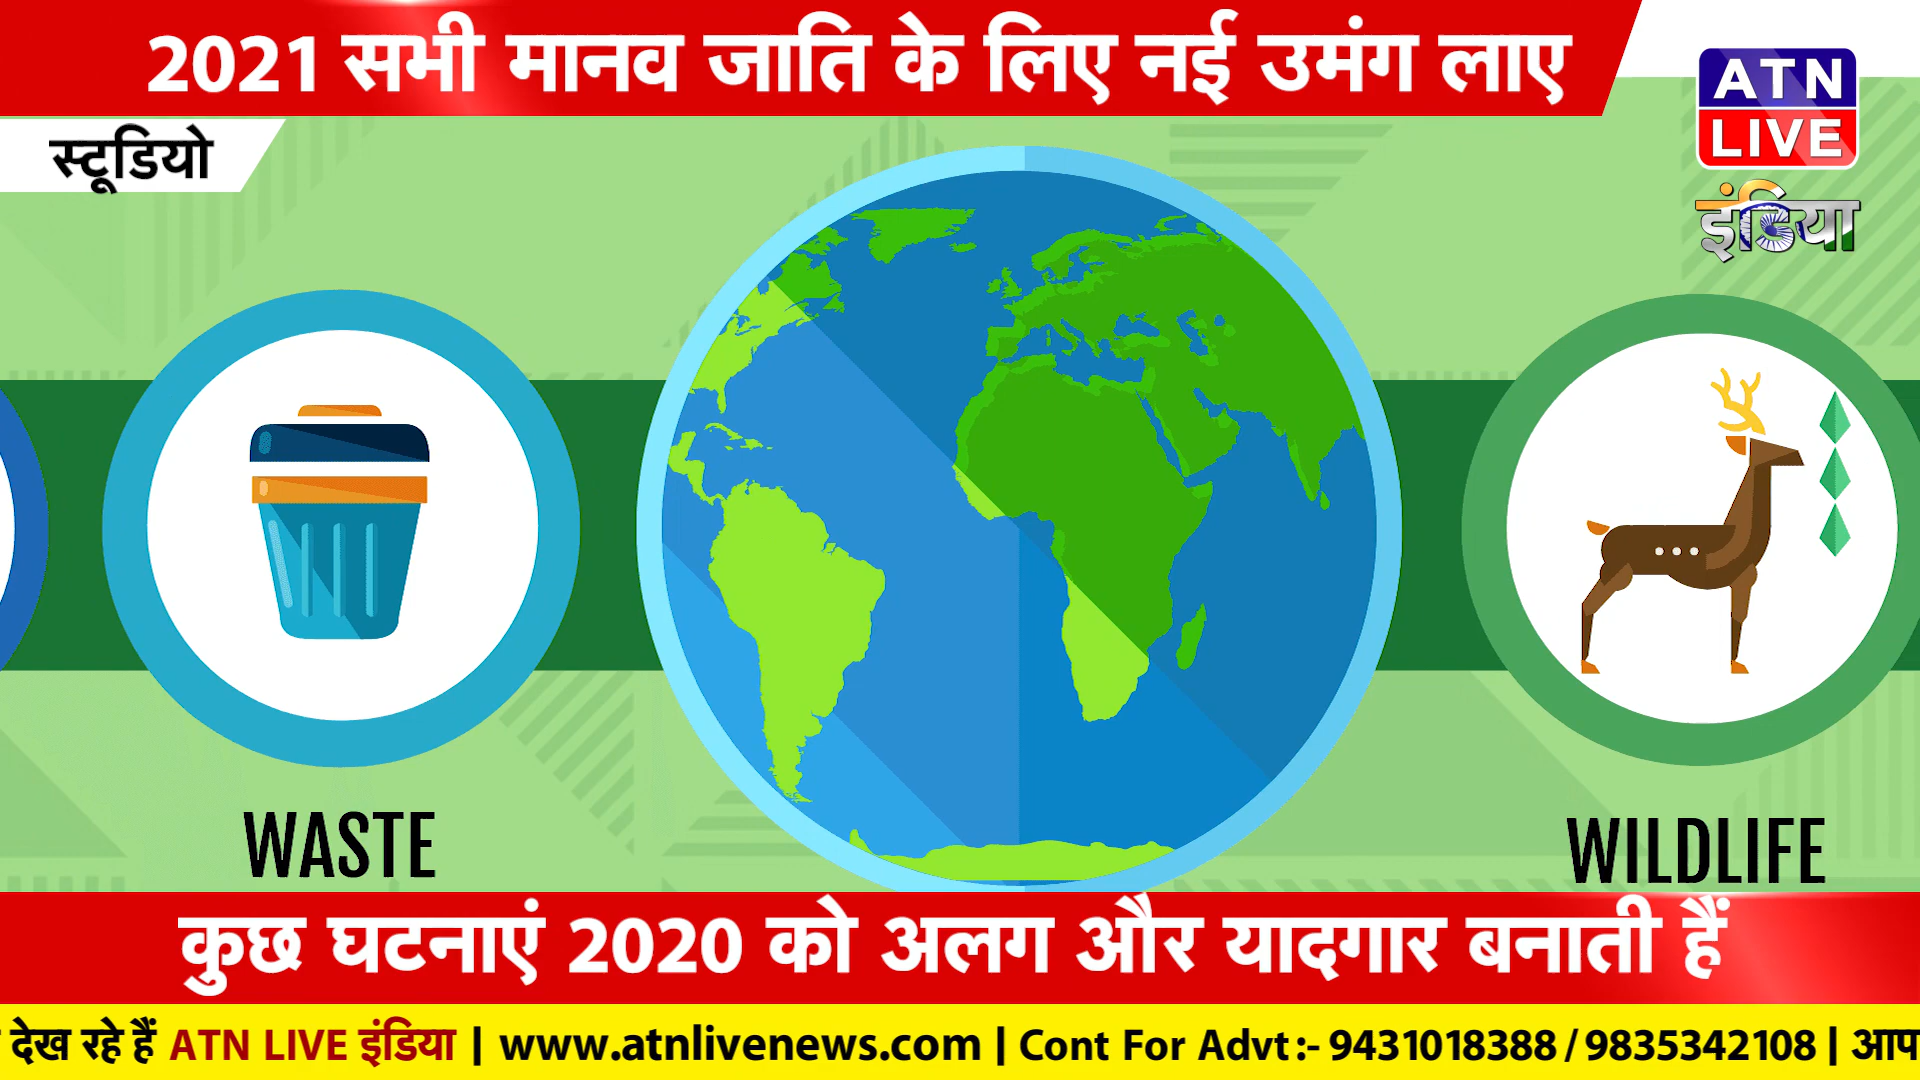 2021 सभी मानव जाति के लिए नई उमंग लाए
ATN
LIVE
इंडिया
स्टूडियो
WASTE
WILDLIFE
कुछ घटनाएं 2020 को अलग और यादगार बनाती हैं
देख रहे हैं ATN LIVE इंडिया | www.atnlivenews.com | Cont For Advt :- 9431018388 / 9835342108 | आप